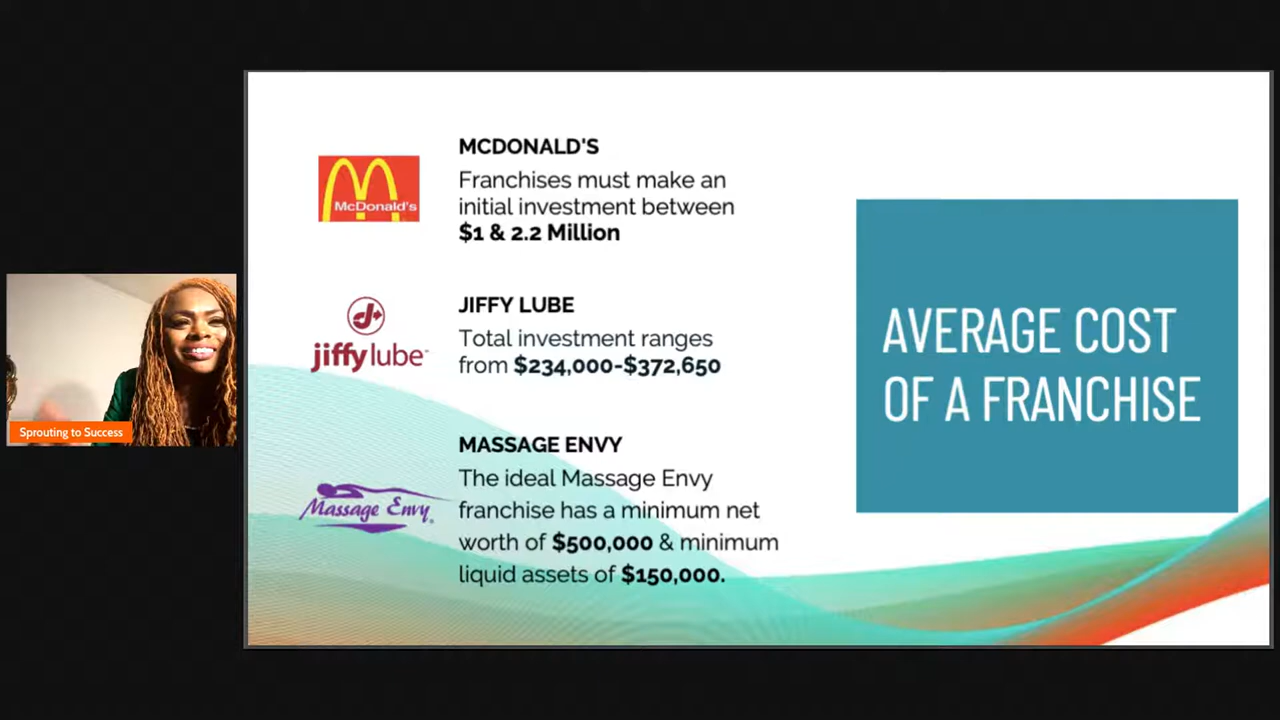 McDonald's
MCDONALD'S
Franchises must make an
initial investment between
$1 & 2.2 Million
jiffy lube
JIFFY LUBE
Total investment ranges
from $234,000-$372,650
Massage Envy
MASSAGE ENVY
The ideal Massage Envy
franchise has a minimum net
worth of $500,000 & minimum
liquid assets of $150,000.
AVERAGE COST
OF A FRANCHISE
Sprouting to Success